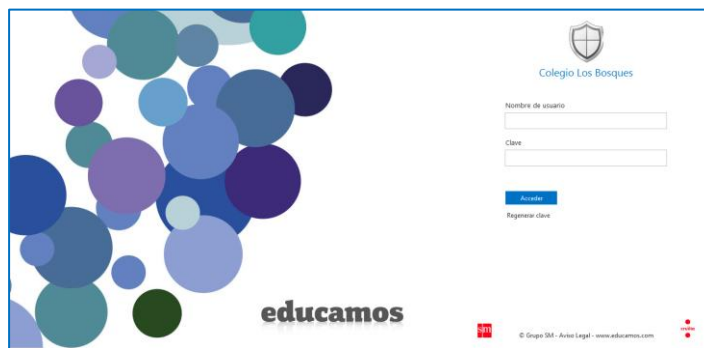 Colegio Los Bosques
Nombre de usuario
Clave
Acceder
Regenerar clave
educamos
sm
© Grupo SM - Aviso Legal - www.educamos.com